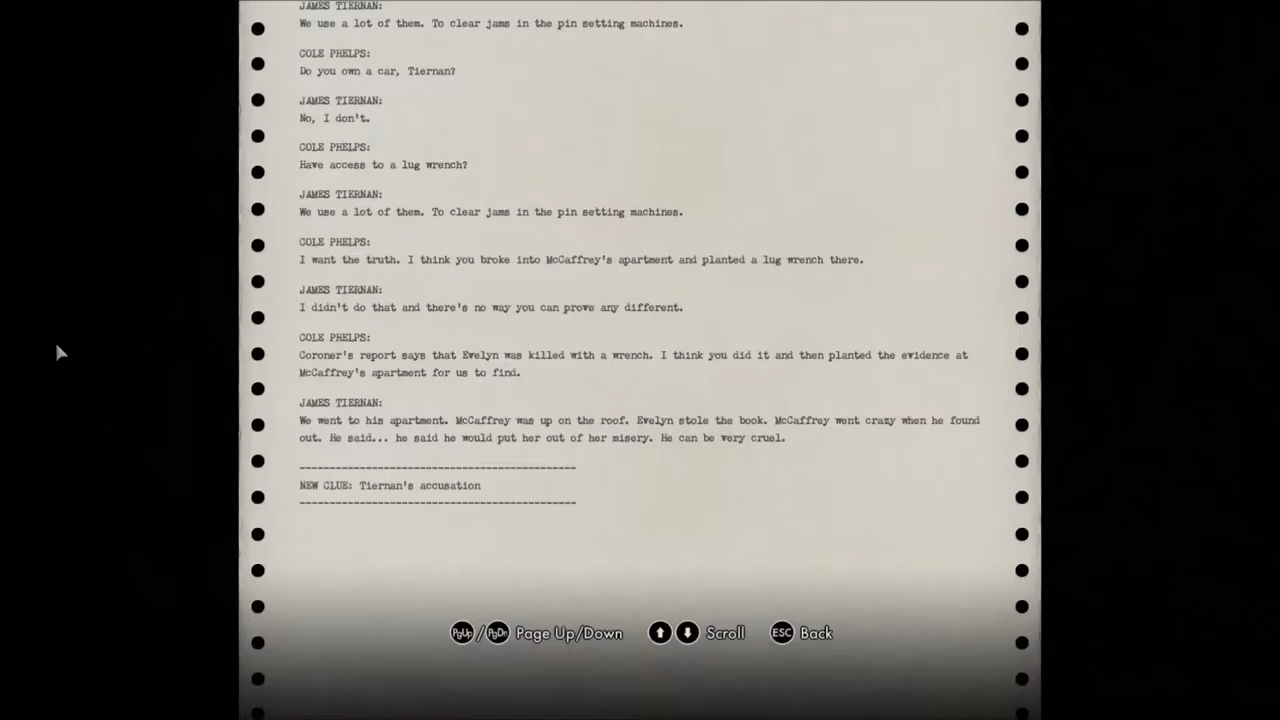 JAMES TIERNAN:
We use a lot of them. To clear jams in the pin setting machines.
COLE PHELPS:
Do you own a car, Tiernan?
JAMES TIERNAN:
No, I don't.
COLE PHELPS:
Have access to a lug wrench?
JAMES TIERNAN:
We use a lot of them. To clear jams in the pin setting machines.
COLE PHELPS:
I want the truth. I think you broke into McCaffrey's apartment and planted a lug wrench there.
JAMES TIERNAN:
I didn't do that and there's no way you can prove any different.
COLE PHELPS:
Coroner's report says that Evelyn was killed with a wrench. I think you did it and then planted the evidence at
McCaffrey's apartment for us to find.
JAMES TIERNAN:
We went to his apartment. McCaffrey was up on the roof. Evelyn stole the book. McCaffrey went crazy when he found
out. He said... he said he would put her out of her misery. He can be very cruel.
----------------------------------------------
NEW CLUE: Tiernan's accusation
----------------------------------------------
PgUp/PgDn Page Up/Down ⬆ ⬇ Scroll ESC Back